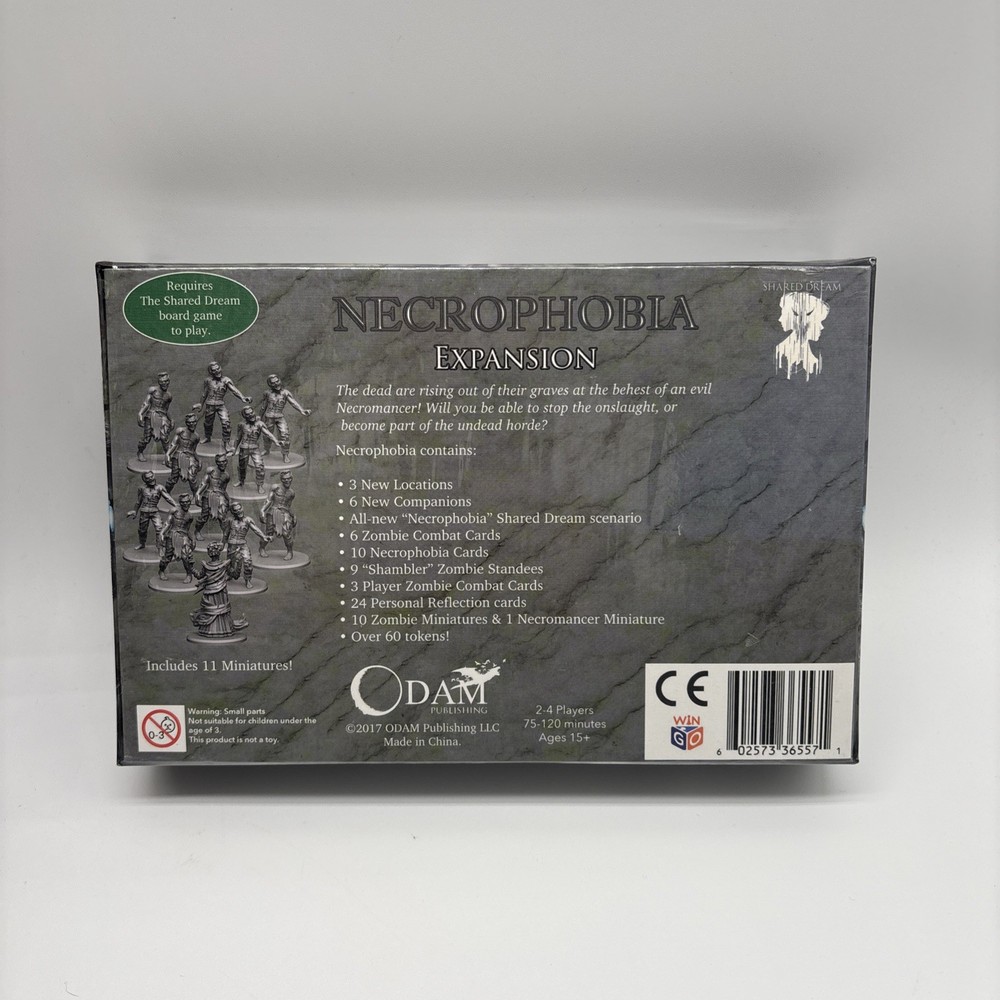 Requires
The Shared Dream
board game
to play.
NECROPHOBIA
EXPANSION
SHARED DREAM
The dead are rising out of their graves at the behest of an evil
Necromancer! Will you be able to stop the onslaught, or
become part of the undead horde?
Necrophobia contains:
• 3 New Locations
• 6 New Companions
• All-new “Necrophobia” Shared Dream scenario
• 6 Zombie Combat Cards
• 10 Necrophobia Cards
• 9 “Shambler” Zombie Standees
• 3 Player Zombie Combat Cards
• 24 Personal Reflection cards
• 10 Zombie Miniatures & 1 Necromancer Miniature
• Over 60 tokens!
Includes 11 Miniatures!
0-3
Warning: Small parts
Not suitable for children under the
age of 3.
This product is not a toy.
ODAM
PUBLISHING
©2017 ODAM Publishing LLC
Made in China.
2-4 Players
75-120 minutes
Ages 15+
CE
WIN
GO
6 02573 36557 1